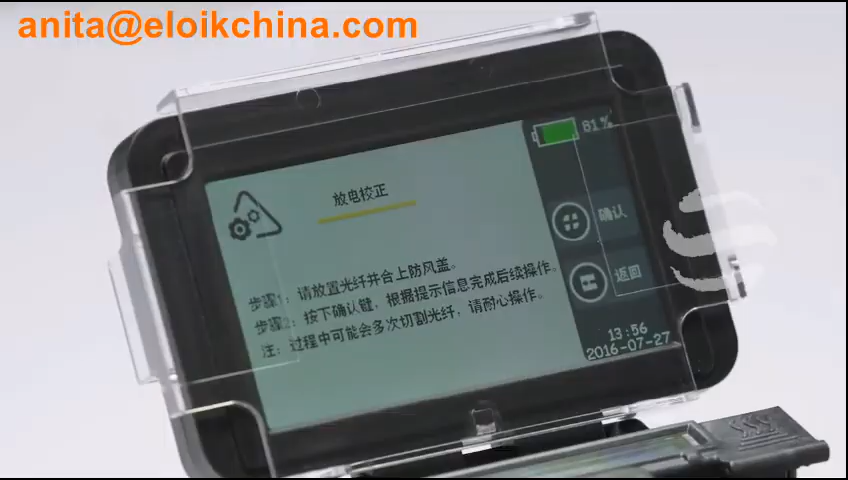 anita@eloikchina.com
81%
放电校正
确认
步骤1：请放置光纤并合上防风盖。
步骤2：按下确认键，根据提示信息完成后续操作。
注：过程中可能会多次切割光纤，请耐心操作。
返回
13:56
2016-07-27